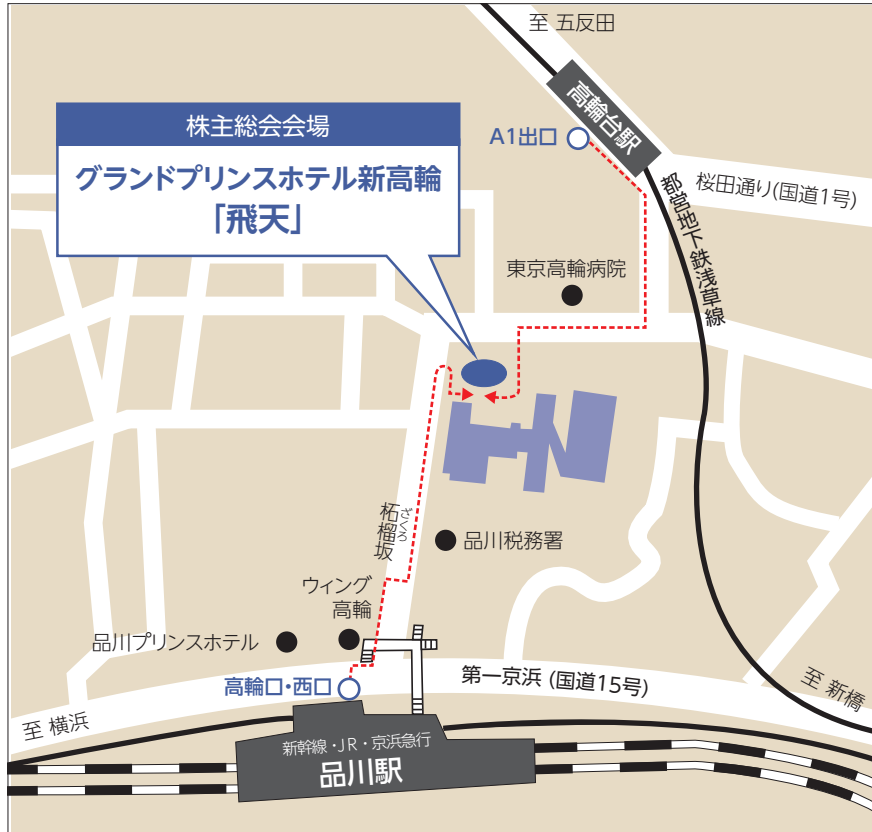 至 五反田
高輪台駅
A1出口
株主総会会場
グランドプリンスホテル新高輪
「飛天」
桜田通り(国道1号)
都営地下鉄浅草線
東京高輪病院
柘榴坂
ざくろ
品川税務署
ウィング
高輪
品川プリンスホテル
高輪口・西口
第一京浜 (国道15号)
至 新橋
至 横浜
新幹線・JR・京浜急行
品川駅